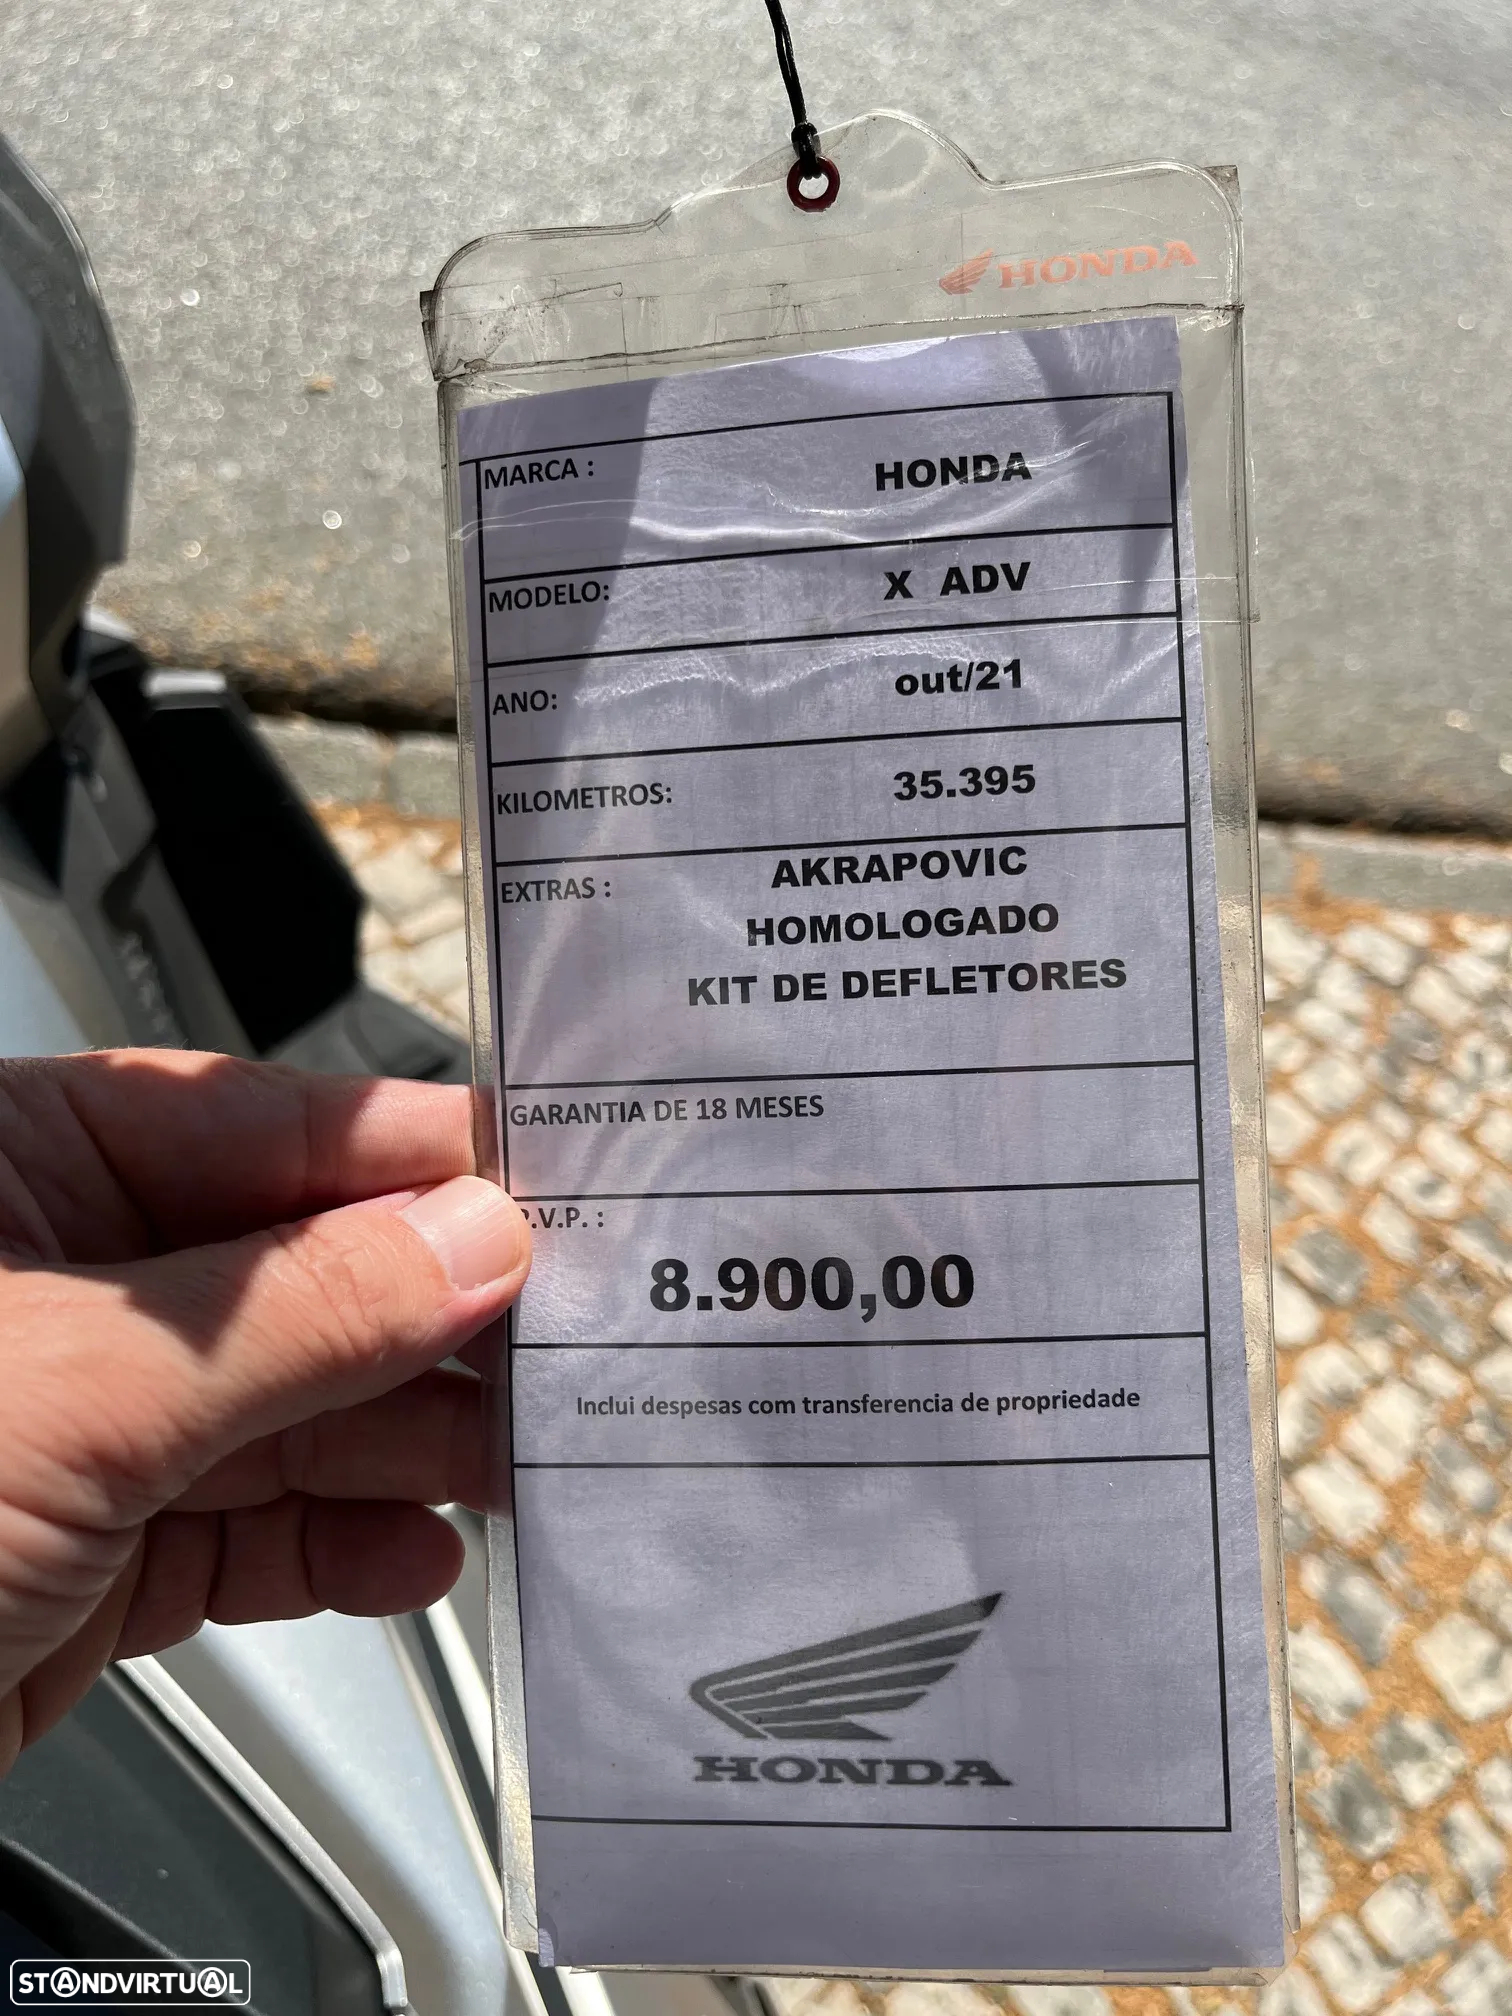 HONDA
MARCA : HONDA
MODELO: X ADV
ANO: out/21
KILOMETROS: 35.395
EXTRAS : AKRAPOVIC
HOMOLOGADO
KIT DE DEFLETORES
GARANTIA DE 18 MESES
P.V.P. :
8.900,00
Inclui despesas com transferencia de propriedade
HONDA
STANDVIRTUAL